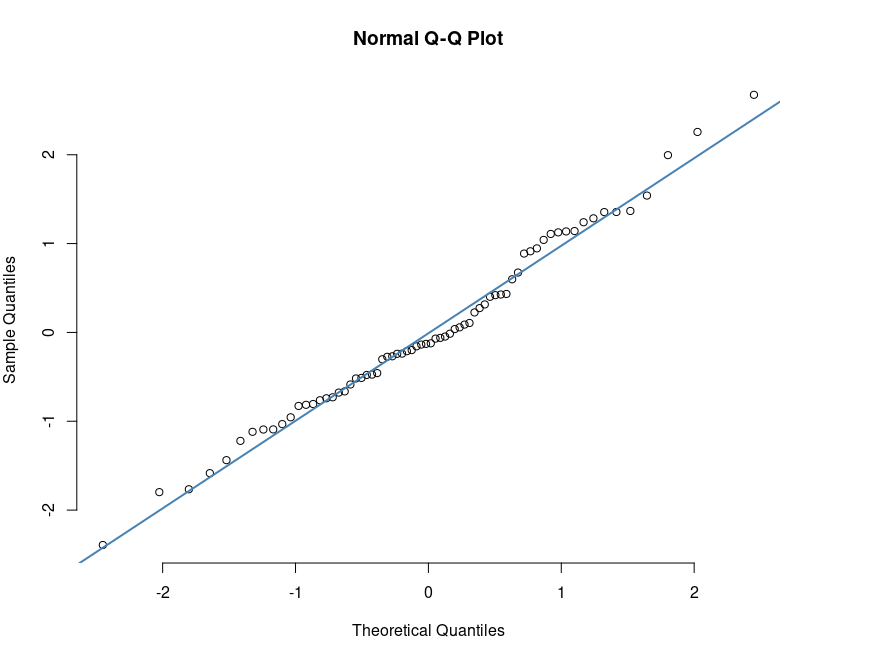 Normal Q-Q Plot
Sample Quantiles
2
1
0
-1
-2
-2 -1 0 1 2
Theoretical Quantiles